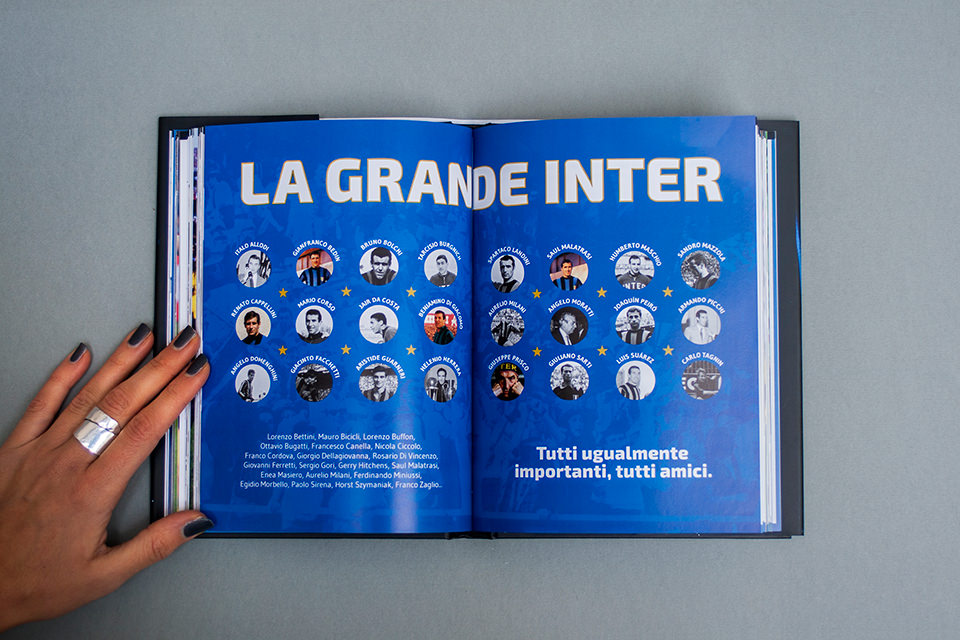 LA GRANDE INTER
ITALO ALLODI
GIANFRANCO BEDIN
BRUNO BOLCHI
TARCISIO BURGNICH
SPARTACO LANDINI
SAUL MALATRASI
HUMBERTO MASCHIO
SANDRO MAZZOLA
RENATO CAPPELLINI
MARIO CORSO
JAIR DA COSTA
BENIAMINO DI GIACOMO
AURELIO MILANI
ANGELO MORATTI
JOAQUÍN PEIRÓ
ARMANDO PICCHI
ANGELO DOMENGHINI
GIACINTO FACCHETTI
ARISTIDE GUARNERI
HELENIO HERRERA
GIUSEPPE PRISCO
GIULIANO SARTI
LUIS SUÁREZ
CARLO TAGNIN
Lorenzo Bettini, Mauro Bicicli, Lorenzo Buffon,
Ottavio Bugatti, Francesco Canella, Nicola Ciccolo,
Franco Cordova, Giorgio Dellagiovanna, Rosario Di Vincenzo,
Giovanni Ferretti, Sergio Gori, Gerry Hitchens, Saul Malatrasi,
Enea Masiero, Aurelio Milani, Ferdinando Miniussi,
Egidio Morbello, Paolo Sirena, Horst Szymaniak, Franco Zaglio...
Tutti ugualmente
importanti, tutti amici.